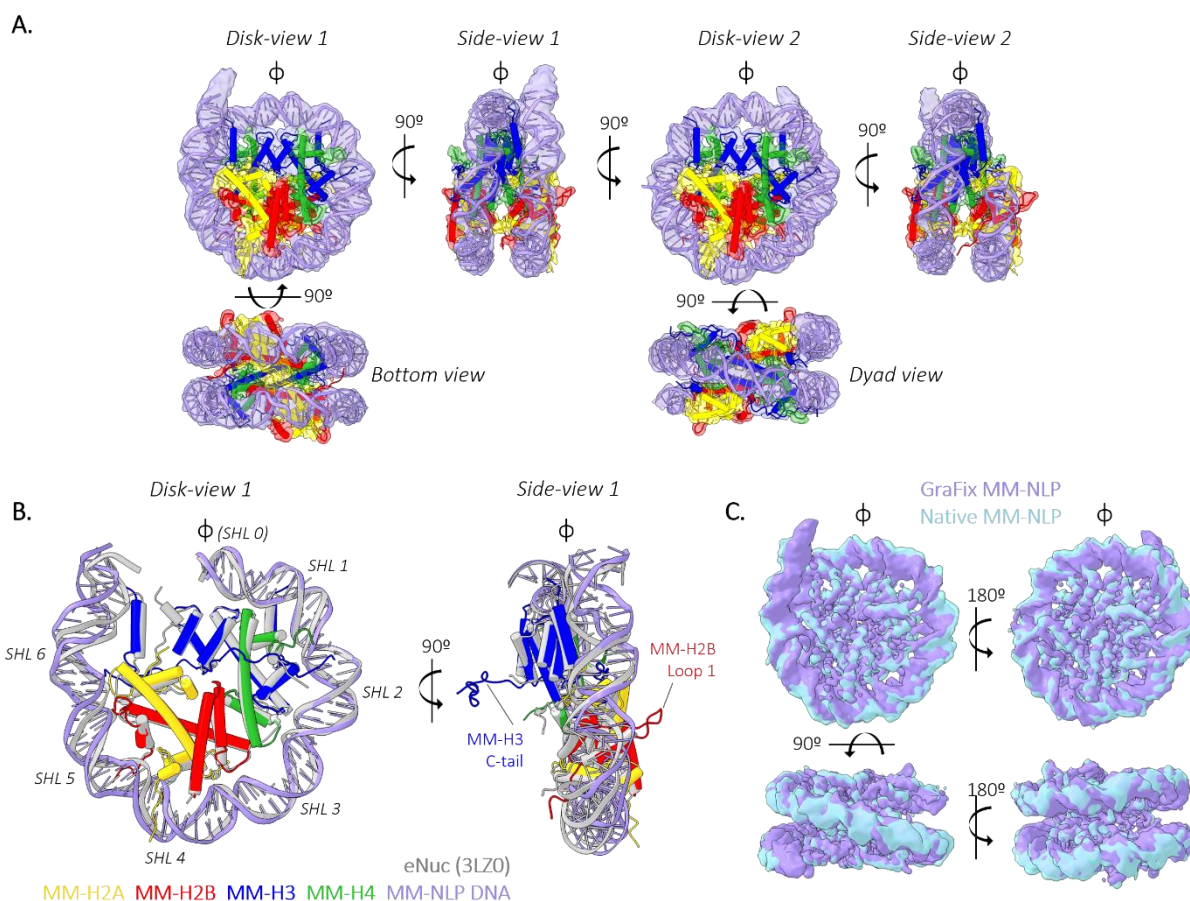 A.
Disk-view 1
Side-view 1
Disk-view 2
Side-view 2
ϕ
ϕ
ϕ
ϕ
90º
90º
90º
90º
90º
Bottom view
Dyad view
B.
Disk-view 1
Side-view 1
ϕ (SHL 0)
ϕ
SHL 1
SHL 2
SHL 3
SHL 4
SHL 5
SHL 6
90º
MM-H2B
Loop 1
MM-H3
C-tail
eNuc (3LZ0)
MM-H2A MM-H2B MM-H3 MM-H4 MM-NLP DNA
C.
GraFix MM-NLP
Native MM-NLP
ϕ
ϕ
180º
90º
180º